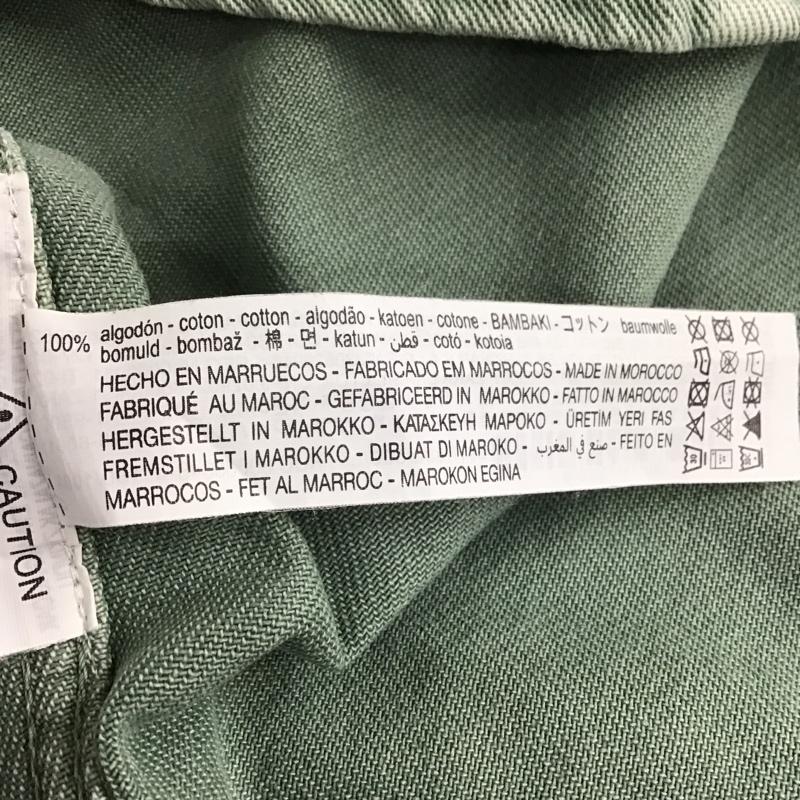 100% algodón - coton - cotton - algodão - katoen - cotone - BAMBAKI - コットン baumwolle
bomuld - bombaž - 棉 - 면 - katun - قطن - cotó - kotoia
HECHO EN MARRUECOS - FABRICADO EM MARROCOS - MADE IN MOROCCO
FABRIQUÉ AU MAROC - GEFABRICEERD IN MAROKKO - FATTO IN MAROCCO
HERGESTELLT IN MAROKKO - ΚΑΤΑΣΚΕΥΗ ΜΑΡΟΚΟ - ÜRETİM YERI FAS
FREMSTILLET I MAROKKO - DIBUAT DI MAROKO - صنع في المغرب - FEITO EN
MARROCOS - FET AL MARROC - MAROKON EGINA
CAUTION